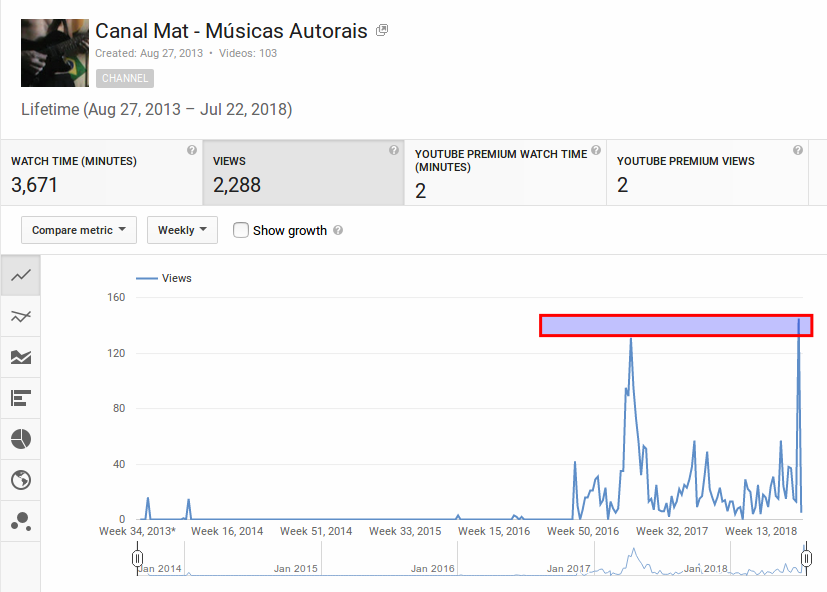 Canal Mat - Músicas Autorais
Created: Aug 27, 2013 • Videos: 103
CHANNEL
Lifetime (Aug 27, 2013 – Jul 22, 2018)
WATCH TIME (MINUTES) ?
3,671
VIEWS ?
2,288
YOUTUBE PREMIUM WATCH TIME ?
(MINUTES)
2
YOUTUBE PREMIUM VIEWS ?
2
Compare metric
Weekly
Show growth ?
Views
160
120
80
40
0
Week 34, 2013* Week 16, 2014 Week 51, 2014 Week 33, 2015 Week 15, 2016 Week 50, 2016 Week 32, 2017 Week 13, 2018
Jan 2014 Jan 2015 Jan 2016 Jan 2017 Jan 2018